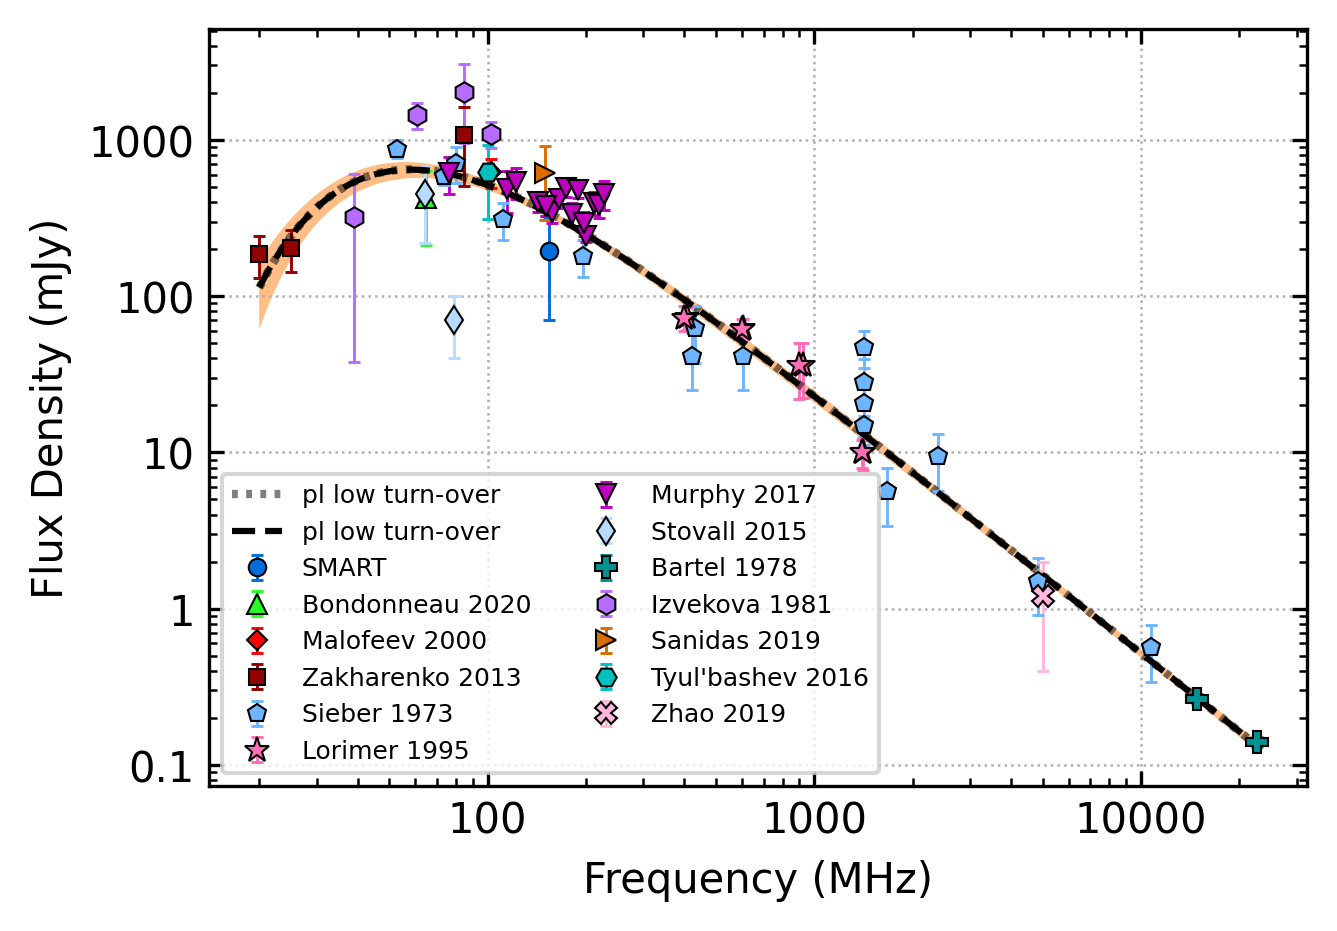 1000
100
10
1
0.1
Flux Density (mJy)
pl low turn-over
pl low turn-over
SMART
Bondonneau 2020
Malofeev 2000
Zakharenko 2013
Sieber 1973
Lorimer 1995
Murphy 2017
Stovall 2015
Bartel 1978
Izvekova 1981
Sanidas 2019
Tyul'bashev 2016
Zhao 2019
100 1000 10000
Frequency (MHz)